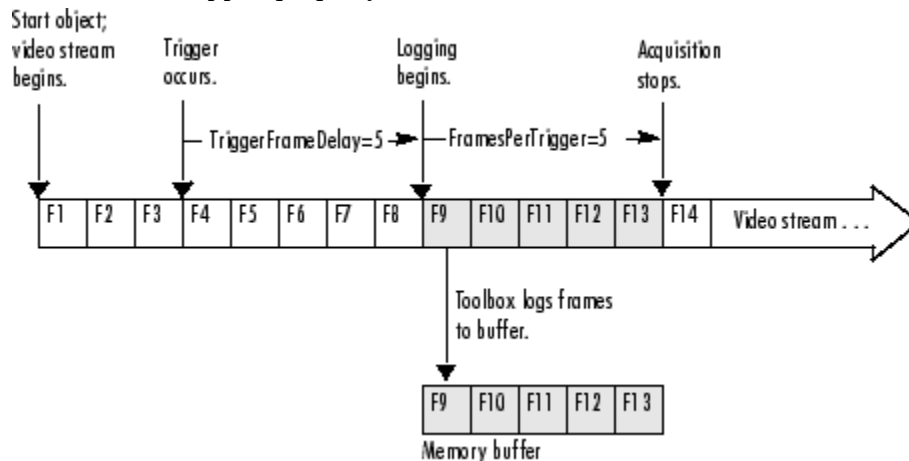 Start object;
video stream
begins.
Trigger
occurs.
Logging
begins.
Acquisition
stops.
TriggerFrameDelay=5
FramesPerTrigger=5
F1 F2 F3 F4 F5 F6 F7 F8 F9 F10 F11 F12 F13 F14 Video stream . . .
Toolbox logs frames
to buffer.
F9 F10 F11 F12 F13
Memory buffer